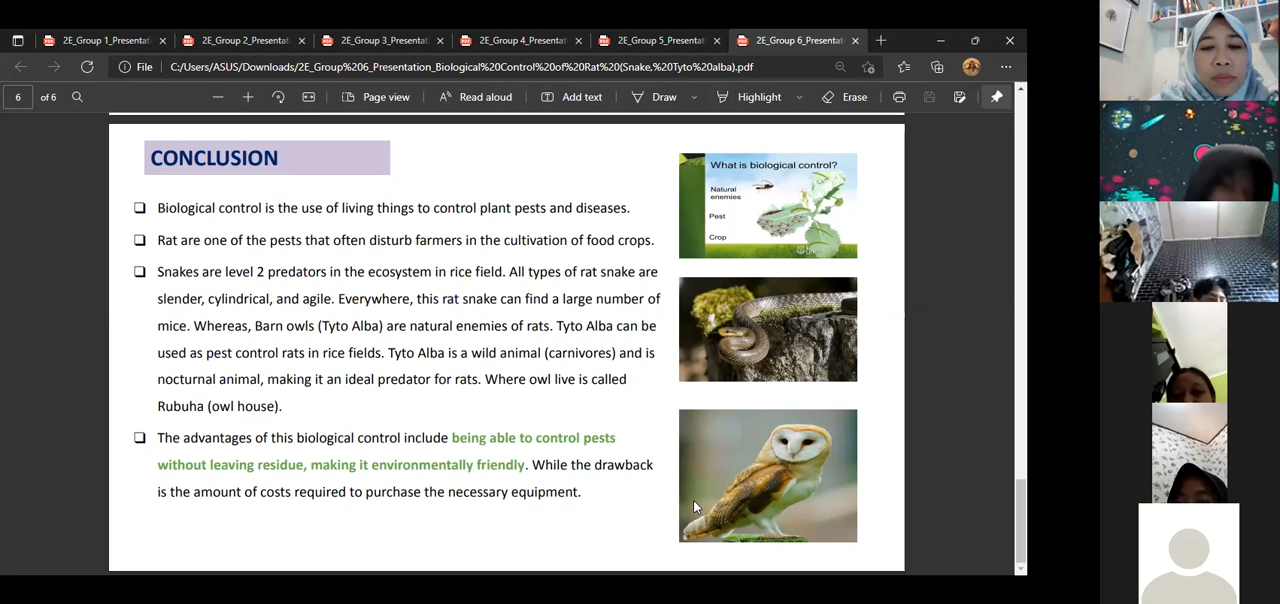 2E_Group 1_Presentat
2E_Group 2_Presentati
2E_Group 3_Presentat
2E_Group 4_Presentati
2E_Group 5_Presentat
2E_Group 6_Presentat
File
C:/Users/ASUS/Downloads/2E_Group%206_Presentation_Biological%20Control%20of%20Rat%20(Snake,%20Tyto%20alba).pdf
6 of 6
Page view
Read aloud
Add text
Draw
Highlight
Erase
CONCLUSION
Biological control is the use of living things to control plant pests and diseases.
Rat are one of the pests that often disturb farmers in the cultivation of food crops.
Snakes are level 2 predators in the ecosystem in rice field. All types of rat snake are
slender, cylindrical, and agile. Everywhere, this rat snake can find a large number of
mice. Whereas, Barn owls (Tyto Alba) are natural enemies of rats. Tyto Alba can be
used as pest control rats in rice fields. Tyto Alba is a wild animal (carnivores) and is
nocturnal animal, making it an ideal predator for rats. Where owl live is called
Rubuha (owl house).
The advantages of this biological control include being able to control pests
without leaving residue, making it environmentally friendly. While the drawback
is the amount of costs required to purchase the necessary equipment.
What is biological control?
Natural
enemies
Pest
Crop